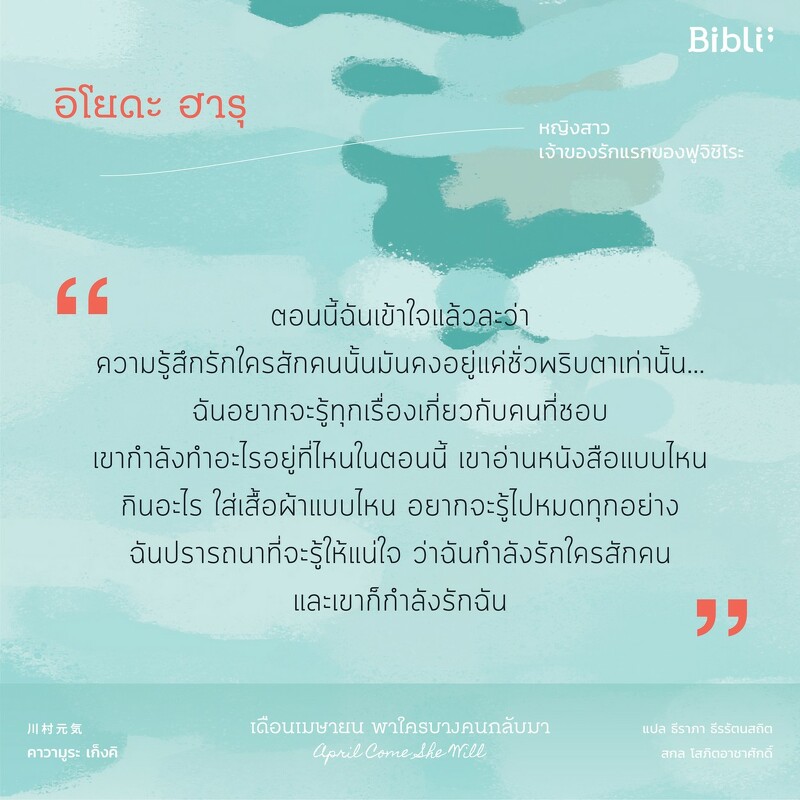 Bibli;
อิโยดะ ฮารุ
หญิงสาว
เจ้าของรักแรกของฟูจิชิโระ
“
ตอนนี้ฉันเข้าใจแล้วละว่า
ความรู้สึกรักใครสักคนนั้นมันคงอยู่แค่ชั่วพริบตาเท่านั้น...
ฉันอยากจะรู้ทุกเรื่องเกี่ยวกับคนที่ชอบ
เขากำลังทำอะไรอยู่ที่ไหนในตอนนี้ เขาอ่านหนังสือแบบไหน
กินอะไร ใส่เสื้อผ้าแบบไหน อยากจะรู้ไปหมดทุกอย่าง
ฉันปรารถนาที่จะรู้ให้แน่ใจ ว่าฉันกำลังรักใครสักคน
และเขาก็กำลังรักฉัน
”
川村元気
คาวามูระ เก็งคิ
เดือนเมษายน พาใครบางคนกลับมา
April Come She Will
แปล ธีราภา ธีรรัตนสถิต
สกล โสภิตอาชาศักดิ์